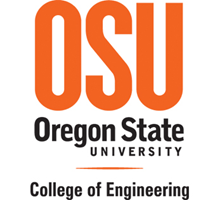 OSU
Oregon State
UNIVERSITY
College of Engineering